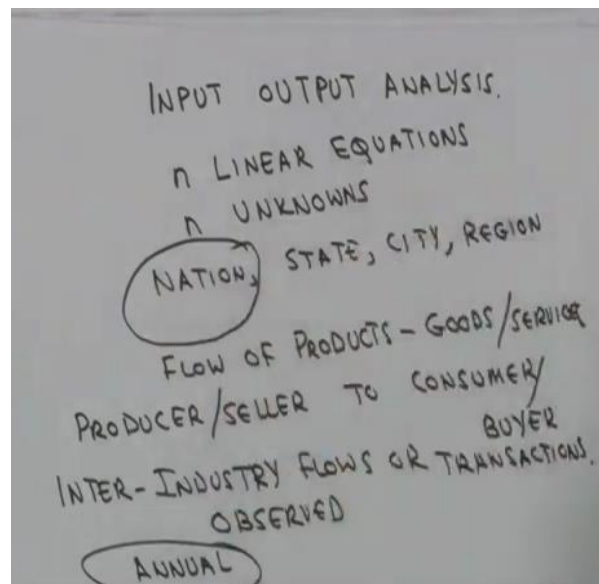 INPUT OUTPUT ANALYSIS.
n LINEAR EQUATIONS
n UNKNOWNS
NATION, STATE, CITY, REGION
FLOW OF PRODUCTS - GOODS/SERVICE
PRODUCER/SELLER TO CONSUMER/
BUYER
INTER-INDUSTRY FLOWS OR TRANSACTIONS.
OBSERVED
ANNUAL